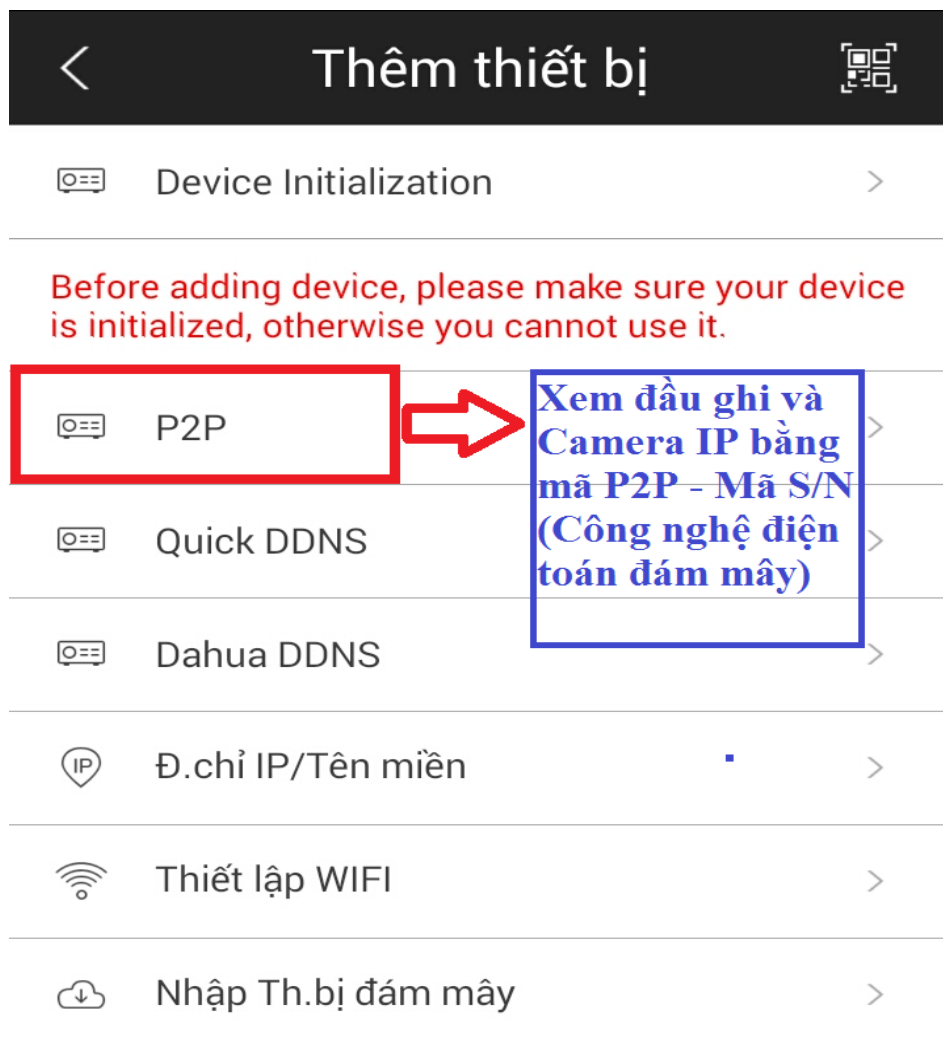 Thêm thiết bị
Device Initialization
Before adding device, please make sure your device
is initialized, otherwise you cannot use it.
P2P
Xem đầu ghi và
Camera IP bằng
mã P2P - Mã S/N
(Công nghệ điện
toán đám mây)
Quick DDNS
Dahua DDNS
Đ.chỉ IP/Tên miền
IP
Thiết lập WIFI
Nhập Th.bị đám mây